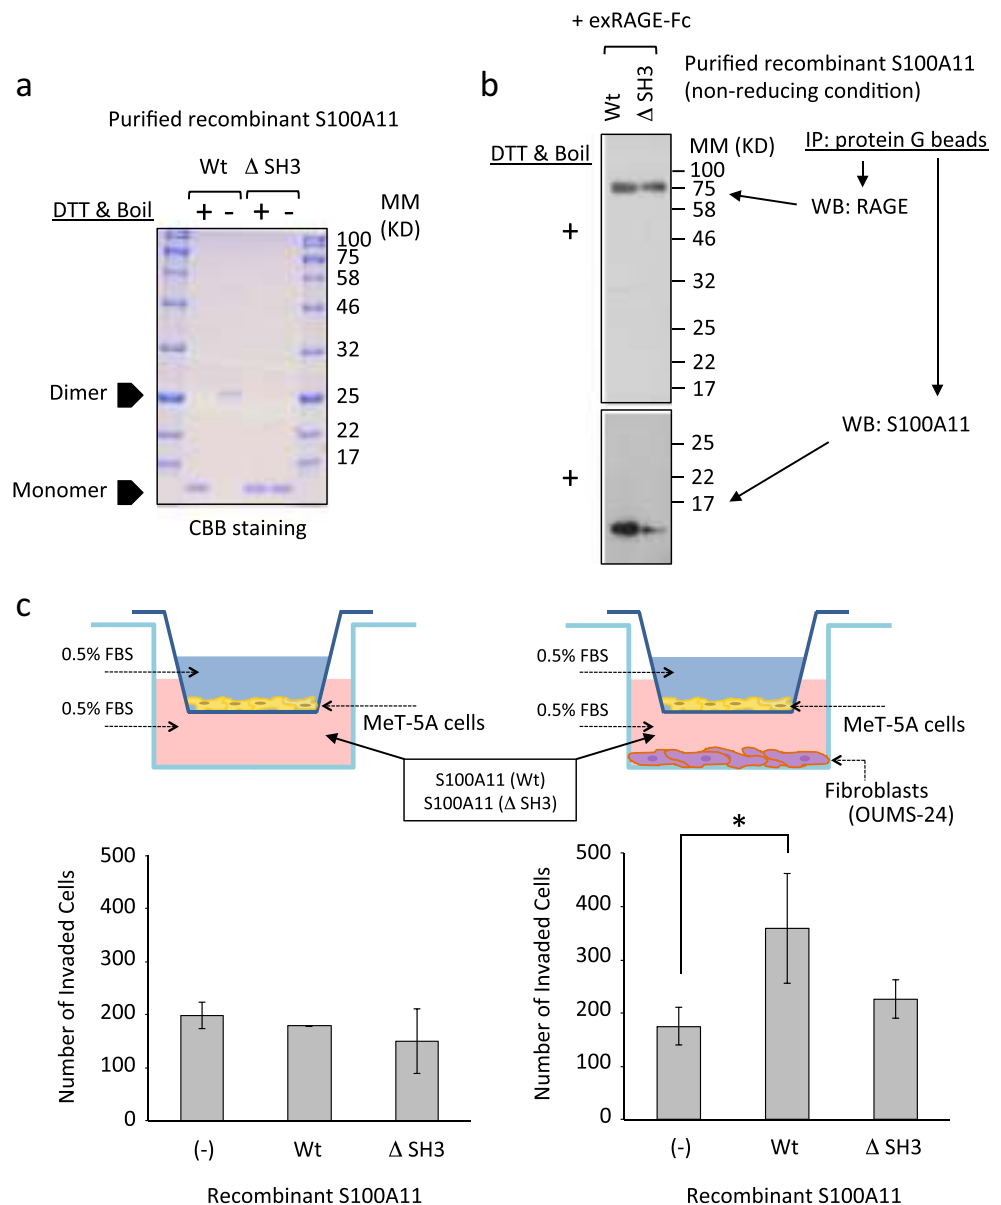 a
Purified recombinant S100A11
Wt Δ SH3
DTT & Boil + - + -
MM (KD)
100
75
58
46
32
25
22
17
Dimer
Monomer
CBB staining
b
+ exRAGE-Fc
Wt
Δ SH3
Purified recombinant S100A11
(non-reducing condition)
DTT & Boil
MM (KD)
IP: protein G beads
100
75
58
46
32
25
22
17
+
WB: RAGE
25
22
17
+
WB: S100A11
c
0.5% FBS
0.5% FBS
MeT-5A cells
S100A11 (Wt)
S100A11 (Δ SH3)
0.5% FBS
0.5% FBS
MeT-5A cells
Fibroblasts
(OUMS-24)
Number of Invaded Cells
500
400
300
200
100
0
(-) Wt Δ SH3
Recombinant S100A11
*
Number of Invaded Cells
500
400
300
200
100
0
(-) Wt Δ SH3
Recombinant S100A11